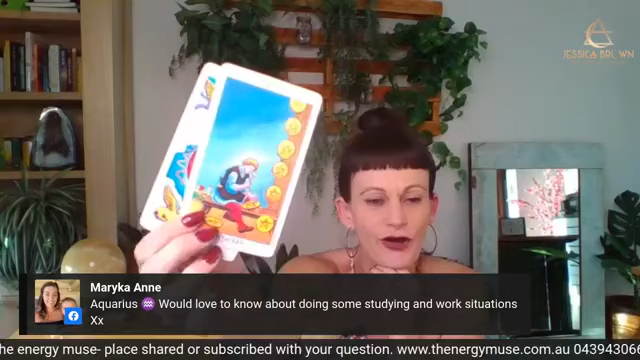 JESSICA BROWN
Maryka Anne
Aquarius ♒ Would love to know about doing some studying and work situations
Xx
he energy muse- place shared or subscribed with your question. www.thenergymuse.com.au 043943066